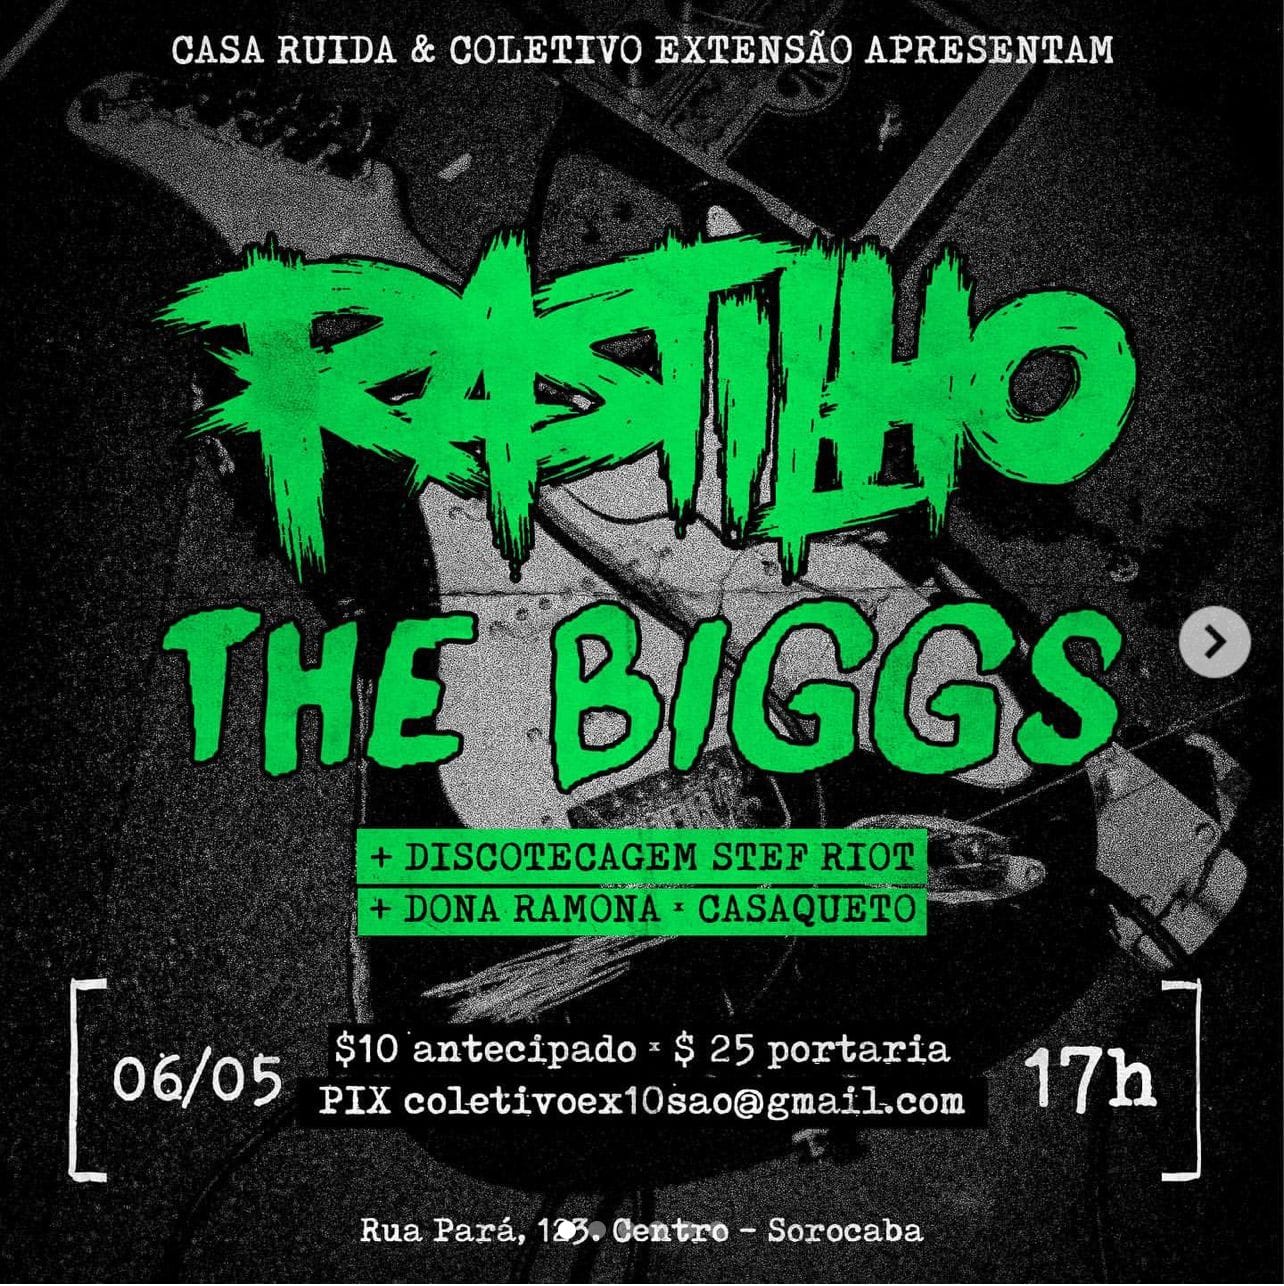 CASA RUIDA & COLETIVO EXTENSÃO APRESENTAM
RASTILHO
THE BIGGS
+ DISCOTECAGEM STEF RIOT
+ DONA RAMONA × CASAQUETO
06/05
$10 antecipado × $ 25 portaria
PIX coletivoex10sao@gmail.com
17h
Rua Pará, 123. Centro - Sorocaba